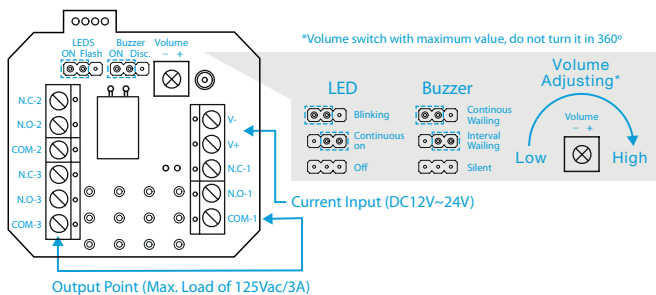 LEDS Buzzer Volume
ON Flash ON Disc. − +
N.C-2
N.O-2
COM-2
N.C-3
N.O-3
COM-3
V-
V+
N.C-1
N.O-1
COM-1
*Volume switch with maximum value, do not turn it in 360º
LED
Blinking
Continuous
on
Off
Buzzer
Continous
Wailing
Interval
Wailing
Silent
Volume
Adjusting*
Volume
− +
Low High
Current Input (DC12V~24V)
Output Point (Max. Load of 125Vac/3A)